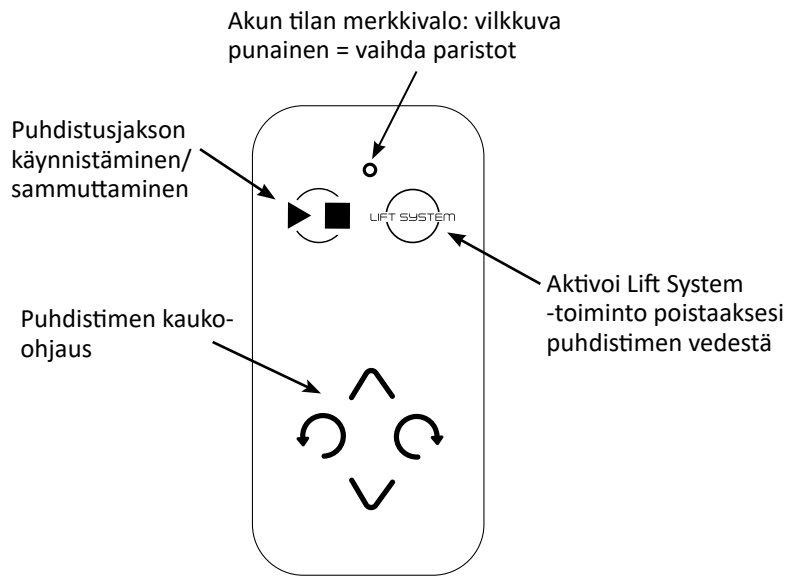 Akun tilan merkkivalo: vilkkuva
punainen = vaihda paristot
Puhdistusjakson
käynnistäminen/
sammuttaminen
LIFT SYSTEM
Aktivoi Lift System
-toiminto poistaaksesi
puhdistimen vedestä
Puhdistimen kauko-
ohjaus